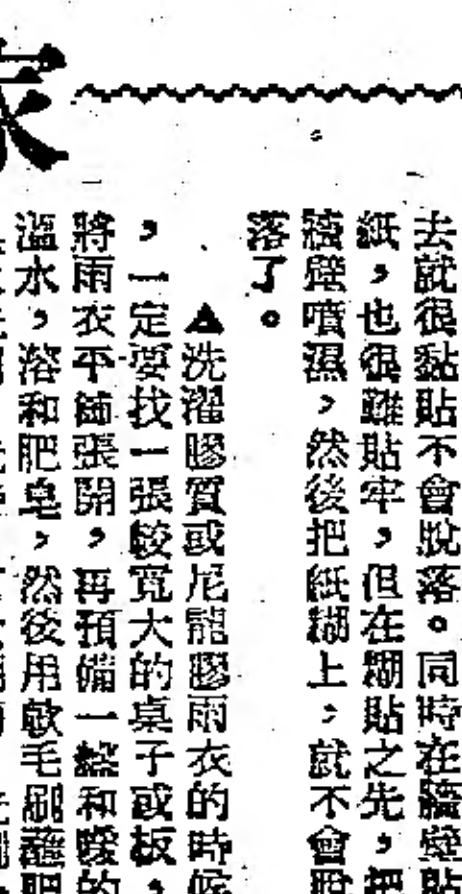 家
去就很黏貼不會脫落。同時在牆壁貼
紙，也很難貼牢，但在糊貼之先，把
牆壁噴濕，然後把紙糊上，就不會脫
落了。
▲洗濯膠質或尼龍膠雨衣的時候
，一定要找一張較寬大的桌子或板，
將雨衣平鋪張開，再預備一盤和暖的
溫水，溶和肥皂，然後用軟毛刷蘸肥